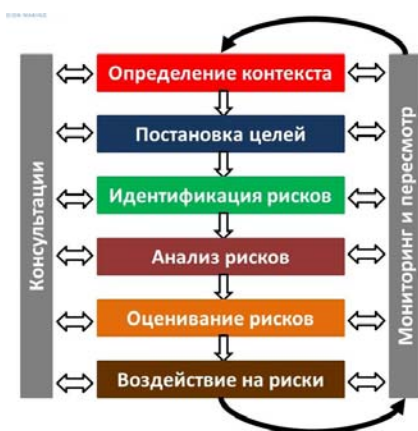 Определение контекста
Постановка целей
Идентификация рисков
Анализ рисков
Оценивание рисков
Воздействие на риски
Консультации
Мониторинг и пересмотр